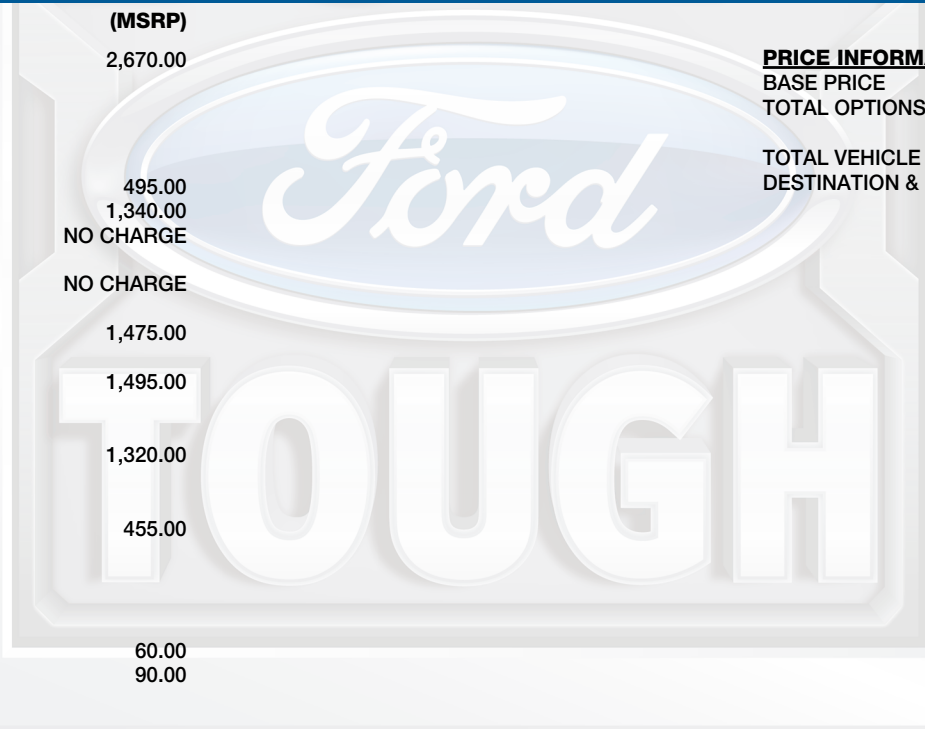 (MSRP)
2,670.00
495.00
1,340.00
NO CHARGE
NO CHARGE
1,475.00
1,495.00
1,320.00
455.00
60.00
90.00
PRICE INFORM
BASE PRICE
TOTAL OPTIONS
TOTAL VEHICLE
DESTINATION &
Ford
TOUGH